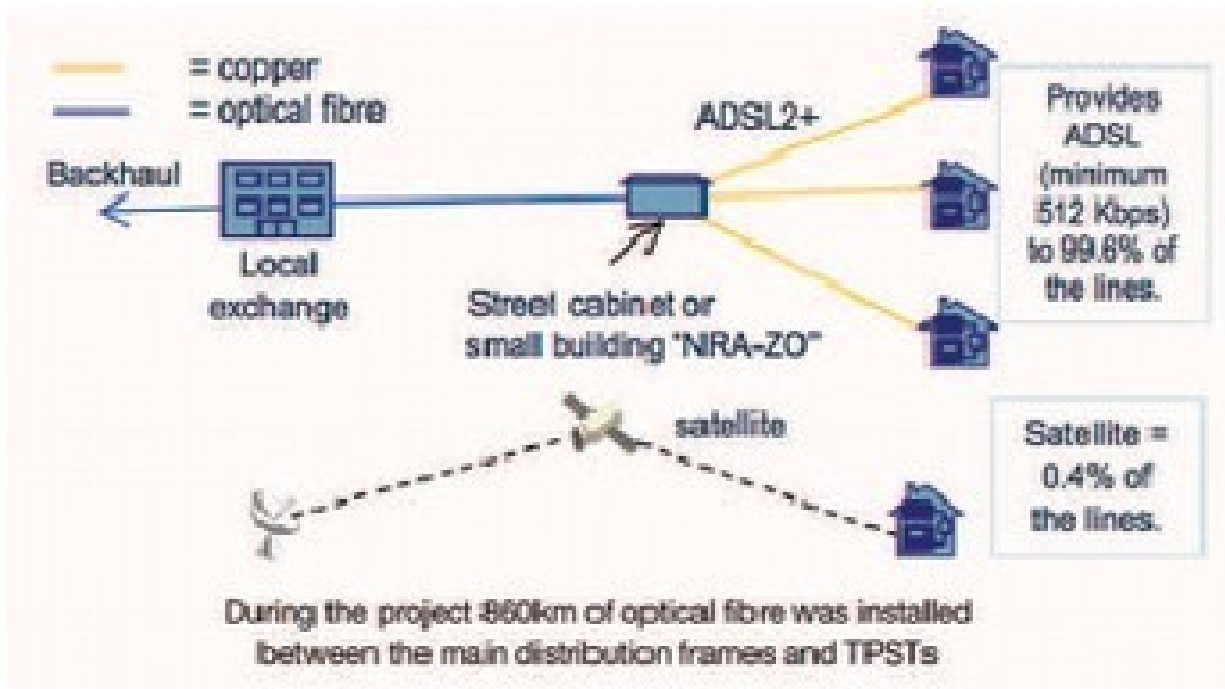 = copper
= optical fibre
Backhaul
Local
exchange
ADSL2+
Street cabinet or
small building "NRA-ZO"
Provides
ADSL
(minimum
512 Kbps)
to 99.6% of
the lines.
satellite
Satellite =
0.4% of
the lines.
During the project 860km of optical fibre was installed
between the main distribution frames and